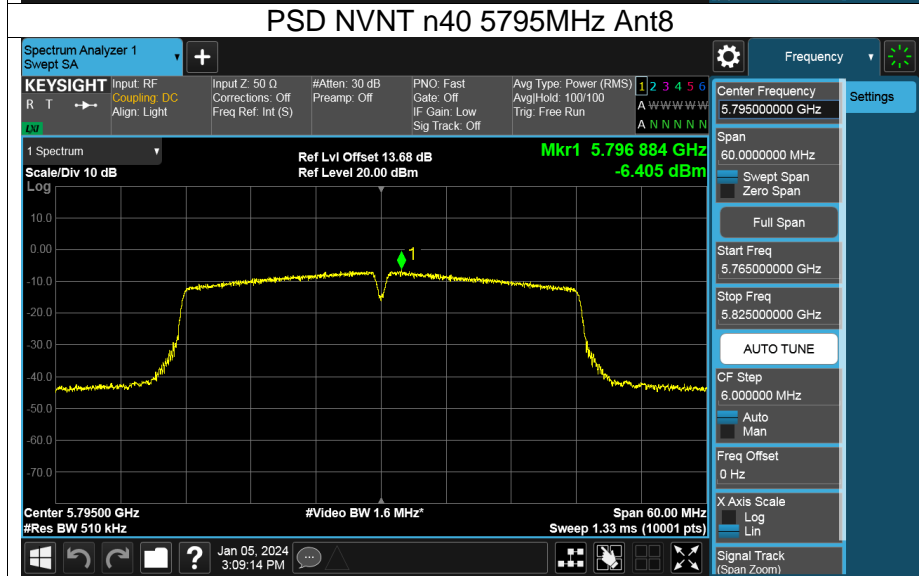 PSD NVNT n40 5795MHz Ant8
Spectrum Analyzer 1
Swept SA
+
Frequency
KEYSIGHT
R T
LXI
Input: RF
Coupling: DC
Align: Light
Input Z: 50 Ω
Corrections: Off
Freq Ref: Int (S)
#Atten: 30 dB
Preamp: Off
PNO: Fast
Gate: Off
IF Gain: Low
Sig Track: Off
Avg Type: Power (RMS)
Avg|Hold: 100/100
Trig: Free Run
1 2 3 4 5 6
A W W W W W
A N N N N N
1 Spectrum
Scale/Div 10 dB
Log
Ref Lvl Offset 13.68 dB
Ref Level 20.00 dBm
Mkr1 5.796 884 GHz
-6.405 dBm
1
10.0
0.00
-10.0
-20.0
-30.0
-40.0
-50.0
-60.0
-70.0
Center 5.79500 GHz
#Res BW 510 kHz
#Video BW 1.6 MHz*
Span 60.00 MHz
Sweep 1.33 ms (10001 pts)
Center Frequency
5.795000000 GHz
Span
60.0000000 MHz
Swept Span
Zero Span
Full Span
Start Freq
5.765000000 GHz
Stop Freq
5.825000000 GHz
AUTO TUNE
CF Step
6.000000 MHz
Auto
Man
Freq Offset
0 Hz
X Axis Scale
Log
Lin
Signal Track
(Span Zoom)
Settings
?
Jan 05, 2024
3:09:14 PM